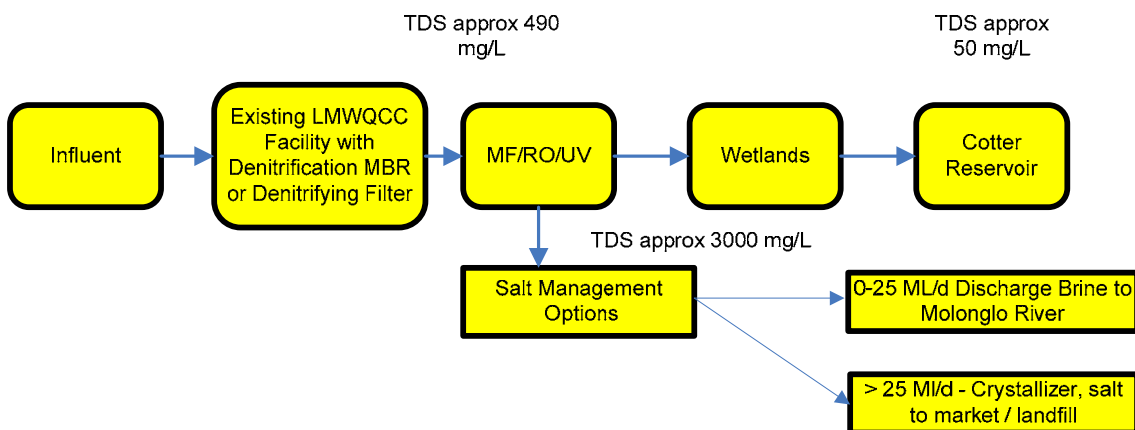 TDS approx 490
mg/L
TDS approx
50 mg/L
Influent
Existing LMWQCC
Facility with
Denitrification MBR
or Denitrifying Filter
MF/RO/UV
Wetlands
Cotter
Reservoir
TDS approx 3000 mg/L
Salt Management
Options
0-25 ML/d Discharge Brine to
Molonglo River
> 25 Ml/d - Crystallizer, salt
to market / landfill